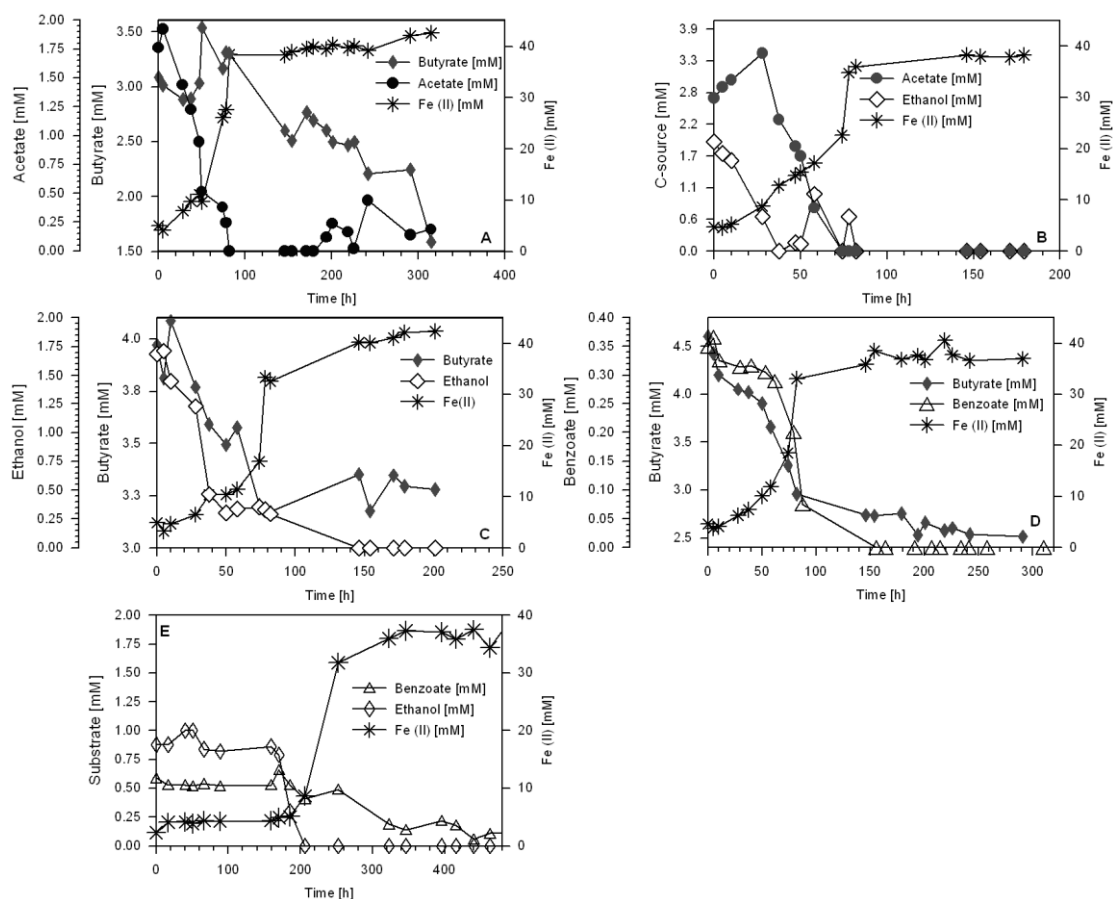 Acetate [mM]
2.00
1.75
1.50
1.25
1.00
0.75
0.50
0.25
0.00
Butyrate [mM]
3.50
3.00
2.50
2.00
1.50
Butyrate [mM]
Acetate [mM]
Fe (II) [mM
A
40
30
20
10
0
Fe (II) [mM]
0 100 200 300 400
Time [h]
C-source [mM]
3.9
3.3
2.8
2.2
1.7
1.1
0.6
0.0
Acetate [mM]
Ethanol [mM]
Fe (II) [mM]
B
40
30
20
10
0
Fe (II) [mM]
0 50 100 150 200
Time [h]
Ethanol [mM]
2.00
1.75
1.50
1.25
1.00
0.75
0.50
0.25
0.00
Butyrate [mM]
4.0
3.8
3.5
3.3
3.0
Butyrate
Ethanol
Fe(II)
C
40
30
20
10
0
Fe (II) [mM]
0 50 100 150 200 250
Time [h]
Benzoate [mM]
0.40
0.35
0.30
0.25
0.20
0.15
0.10
0.05
0.00
Butyrate [mM]
4.5
4.0
3.5
3.0
2.5
Butyrate [mM]
Benzoate [mM]
Fe (II) [mM]
D
40
30
20
10
0
Fe (II) [mM]
0 50 100 150 200 250 300
Time [h]
Substrate [mM]
2.00
1.75
1.50
1.25
1.00
0.75
0.50
0.25
0.00
E
Benzoate [mM]
Ethanol [mM]
Fe (II) [mM]
40
30
20
10
0
Fe (II) [mM]
0 100 200 300 400
Time [h]